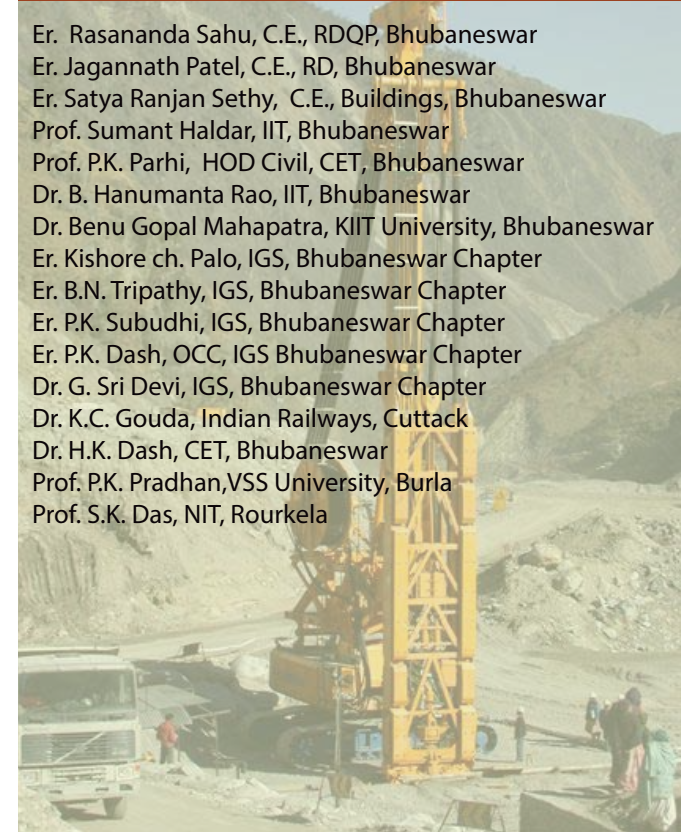 Er. Rasananda Sahu, C.E., RDQP, Bhubaneswar
Er. Jagannath Patel, C.E., RD, Bhubaneswar
Er. Satya Ranjan Sethy, C.E., Buildings, Bhubaneswar
Prof. Sumant Haldar, IIT, Bhubaneswar
Prof. P.K. Parhi, HOD Civil, CET, Bhubaneswar
Dr. B. Hanumanta Rao, IIT, Bhubaneswar
Dr. Benu Gopal Mahapatra, KIIT University, Bhubaneswar
Er. Kishore ch. Palo, IGS, Bhubaneswar Chapter
Er. B.N. Tripathy, IGS, Bhubaneswar Chapter
Er. P.K. Subudhi, IGS, Bhubaneswar Chapter
Er. P.K. Dash, OCC, IGS Bhubaneswar Chapter
Dr. G. Sri Devi, IGS, Bhubaneswar Chapter
Dr. K.C. Gouda, Indian Railways, Cuttack
Dr. H.K. Dash, CET, Bhubaneswar
Prof. P.K. Pradhan,VSS University, Burla
Prof. S.K. Das, NIT, Rourkela